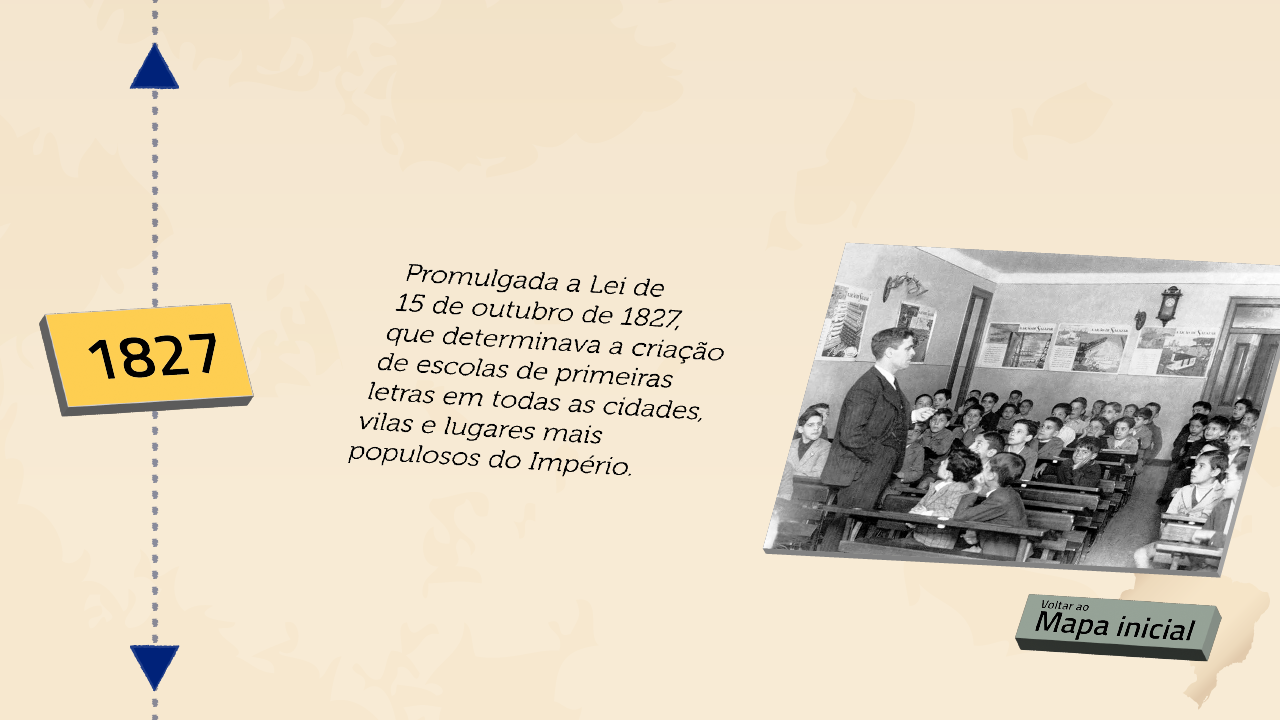 1827
Promulgada a Lei de
15 de outubro de 1827,
que determinava a criação
de escolas de primeiras
letras em todas as cidades,
vilas e lugares mais
populosos do Império.
Voltar ao
Mapa inicial